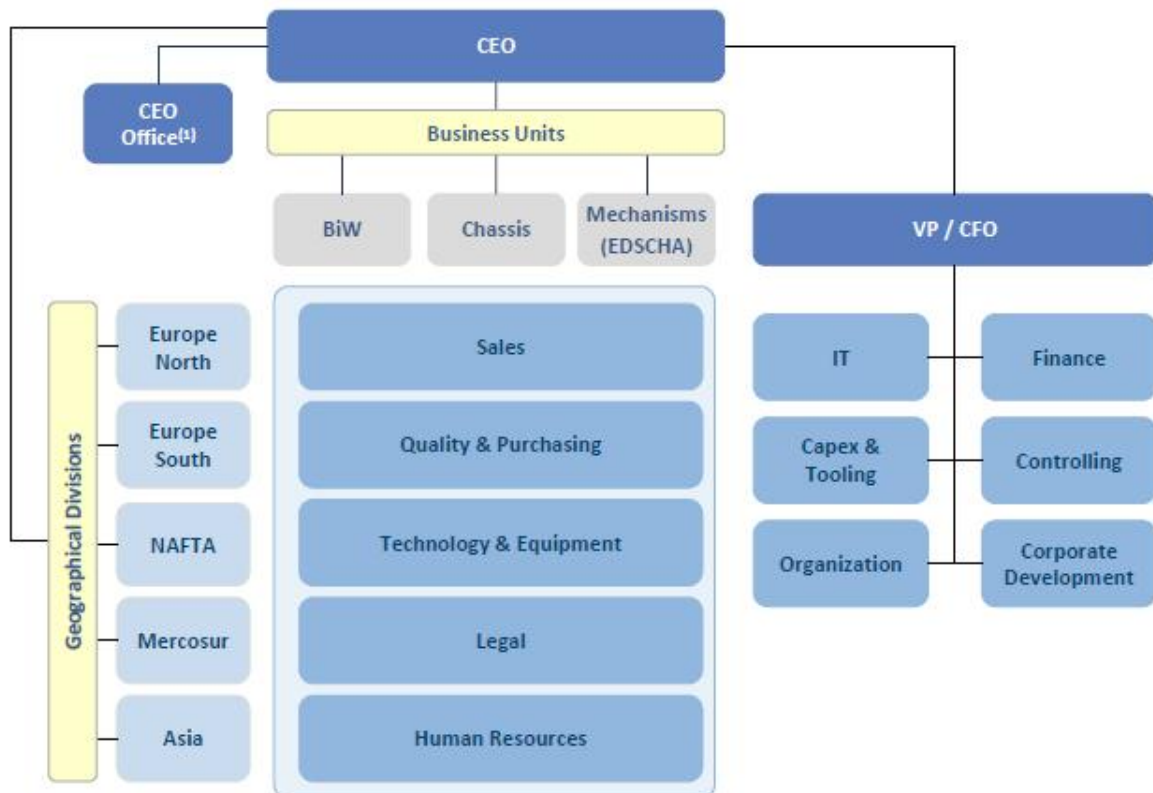 CEO
CEO
Office(1)
Business Units
BiW
Chassis
Mechanisms
(EDSCHA)
VP / CFO
Geographical Divisions
Europe
North
Europe
South
NAFTA
Mercosur
Asia
Sales
Quality & Purchasing
Technology & Equipment
Legal
Human Resources
IT
Finance
Capex &
Tooling
Controlling
Organization
Corporate
Development